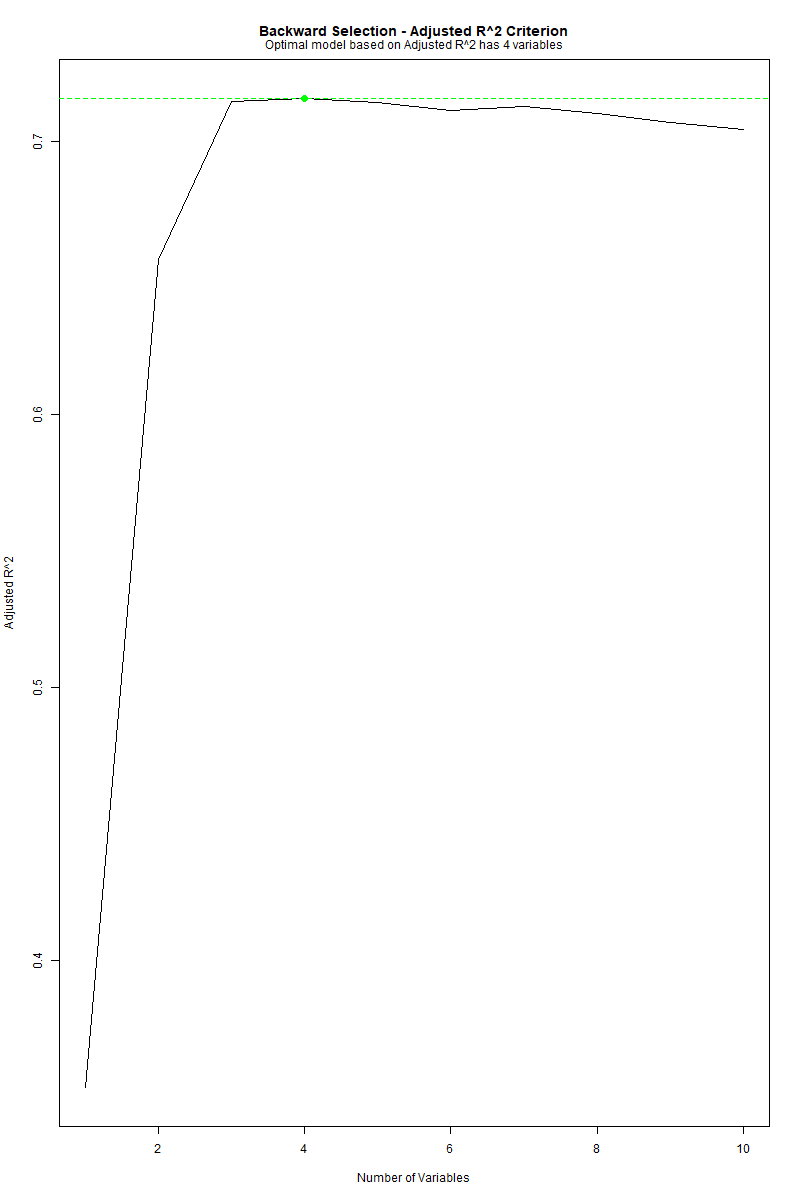 Backward Selection - Adjusted R^2 Criterion
Optimal model based on Adjusted R^2 has 4 variables
0.7
0.6
0.5
0.4
Adjusted R^2
2
4
6
8
10
Number of Variables